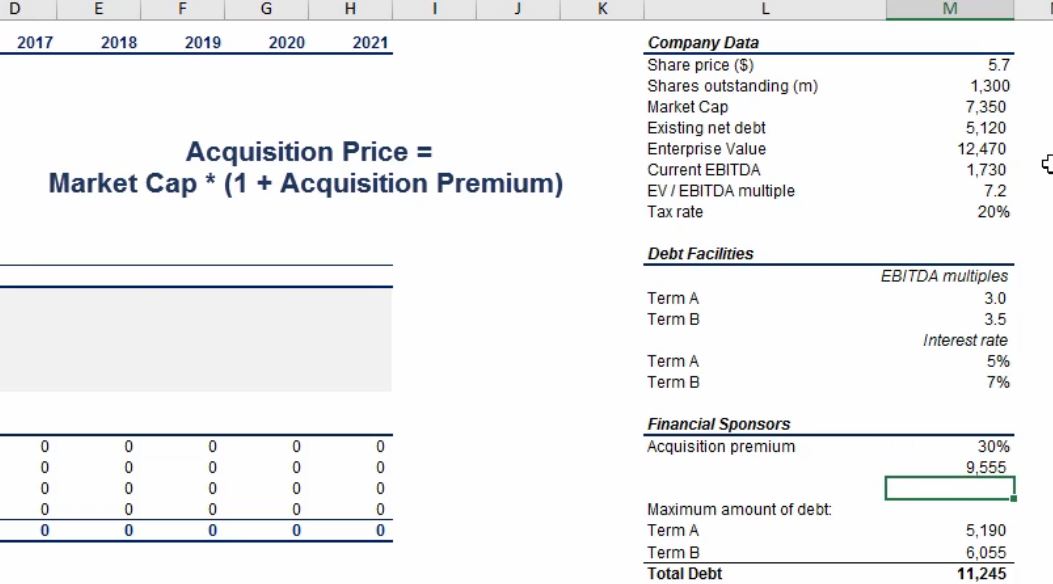 D E F G H I J K L M
2017 2018 2019 2020 2021 Company Data
Share price ($) 5.7
Shares outstanding (m) 1,300
Market Cap 7,350
Existing net debt 5,120
Acquisition Price = Enterprise Value 12,470
Current EBITDA 1,730
Market Cap * (1 + Acquisition Premium) EV / EBITDA multiple 7.2
Tax rate 20%
Debt Facilities
EBITDA multiples
Term A 3.0
Term B 3.5
Interest rate
Term A 5%
Term B 7%
Financial Sponsors
0 0 0 0 0 Acquisition premium 30%
0 0 0 0 0 9,555
0 0 0 0 0
0 0 0 0 0 Maximum amount of debt:
0 0 0 0 0 Term A 5,190
Term B 6,055
Total Debt 11,245